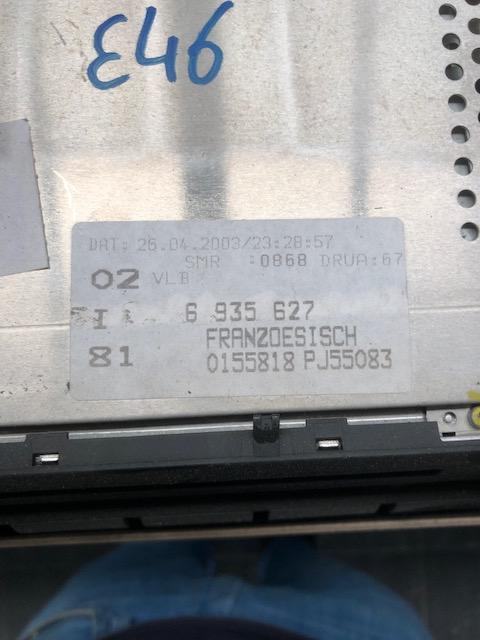 E46
DAT: 26.04.2003/23:28:57
SMR :0868 DRUA:67
02 VLB
I 6 935 627
FRANZOESISCH
81 0155818 PJ55083